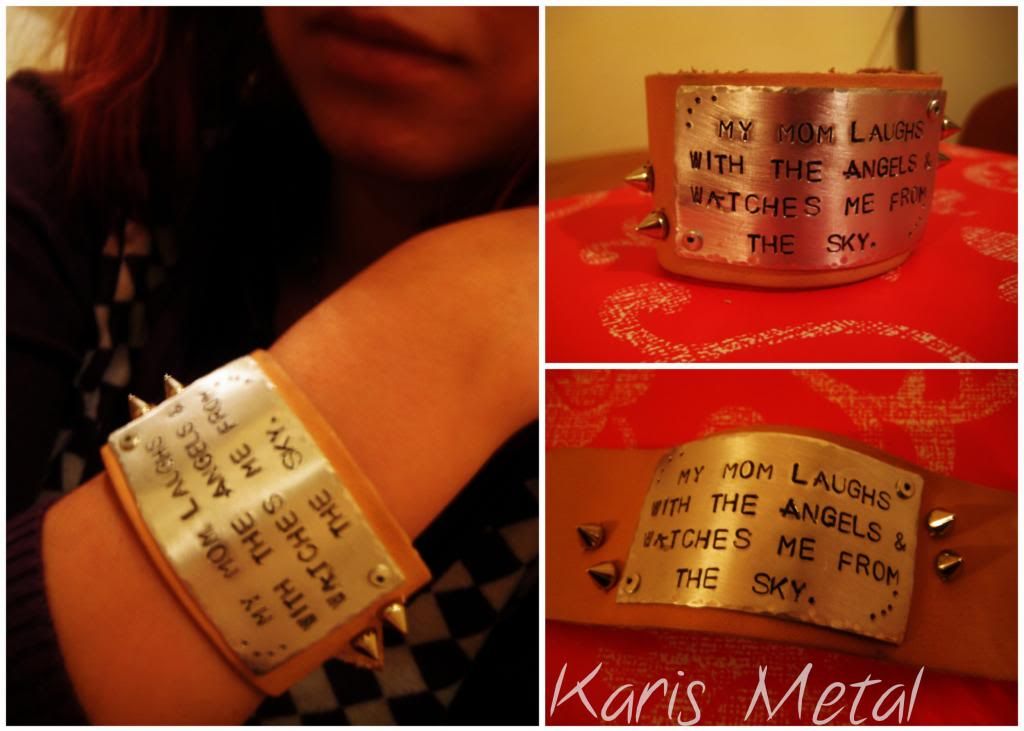 MY MOM LAUGHS
WITH THE ANGELS &
WATCHES ME FROM
THE SKY.
MY MOM LAUGHS
WITH THE ANGELS &
WATCHES ME FROM
THE SKY.
MY MOM LAUGHS
WITH THE ANGELS &
WATCHES ME FROM
THE SKY.
Karis Metal